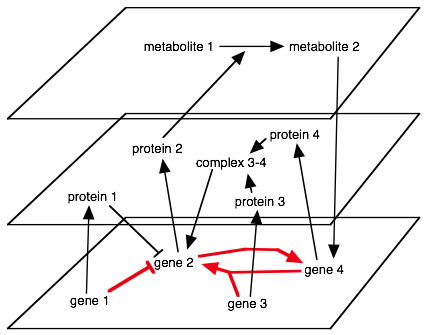 metabolite 1
metabolite 2
protein 4
protein 2
complex 3-4
protein 1
protein 3
gene 2
gene 4
gene 1
gene 3